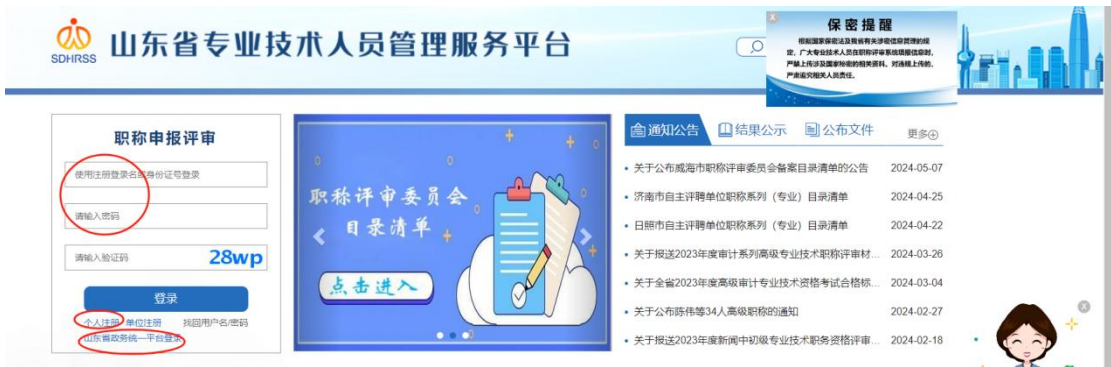 SDHRSS
山东省专业技术人员管理服务平台
X
保密提醒
根据国家保密法及我省有关涉密信息管理的规
定，广大专业技术人员在职称评审系统填报信息时，
严禁上传涉及国家秘密的相关资料。对违规上传的，
严肃追究相关人员责任。
职称申报评审
使用注册登录名或身份证号登录
请输入密码
请输入验证码
28wp
登录
个人注册 单位注册 找回用户名/密码
山东省政务统一平台登录
职称评审委员会
目录清单
点击进入
通知公告 结果公示 公布文件 更多
关于公布威海市职称评审委员会备案目录清单的公告 2024-05-07
济南市自主评聘单位职称系列（专业）目录清单 2024-04-25
日照市自主评聘单位职称系列（专业）目录清单 2024-04-22
关于报送2023年度审计系列高级专业技术职称评审材... 2024-03-26
关于全省2023年度高级审计专业技术资格考试合格标... 2024-03-04
关于公布陈伟等34人高级职称的通知 2024-02-27
关于报送2023年度新闻中初级专业技术职务资格评审... 2024-02-18